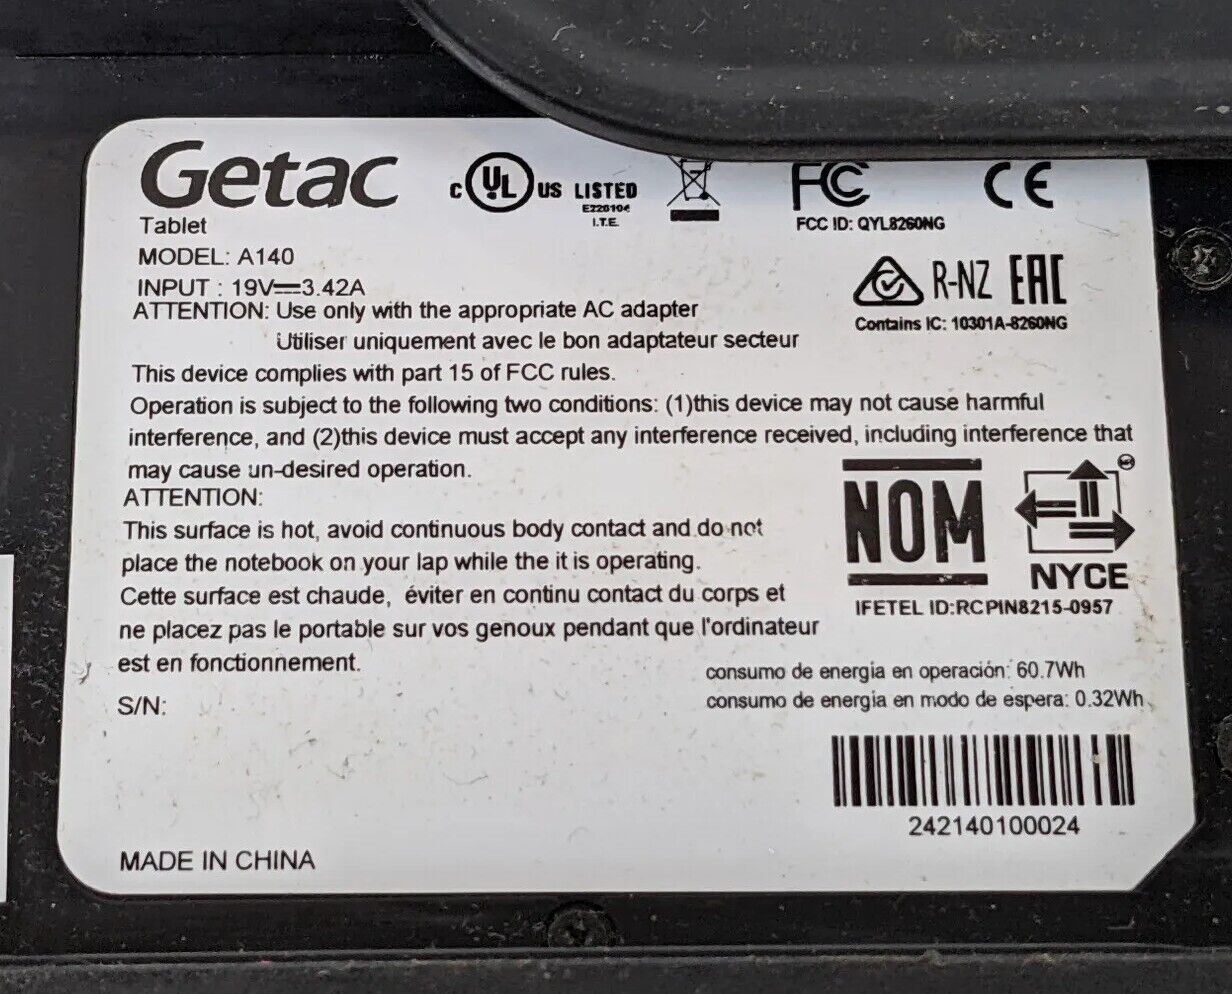 Getac
C UL US LISTED
E220104
I.T.E.
FC CE
FCC ID: QYL8260NG
Tablet
MODEL: A140
INPUT : 19V⎓3.42A
R-NZ EAC
Contains IC: 10301A-8260NG
ATTENTION: Use only with the appropriate AC adapter
Utiliser uniquement avec le bon adaptateur secteur
This device complies with part 15 of FCC rules.
Operation is subject to the following two conditions: (1)this device may not cause harmful
interference, and (2)this device must accept any interference received, including interference that
may cause un-desired operation.
ATTENTION:
This surface is hot, avoid continuous body contact and do not
place the notebook on your lap while the it is operating.
Cette surface est chaude, éviter en continu contact du corps et
ne placez pas le portable sur vos genoux pendant que l'ordinateur
est en fonctionnement.
NOM
NYCE
IFETEL ID:RCPIN8215-0957
consumo de energia en operación: 60.7Wh
consumo de energia en modo de espera: 0.32Wh
S/N:
242140100024
MADE IN CHINA